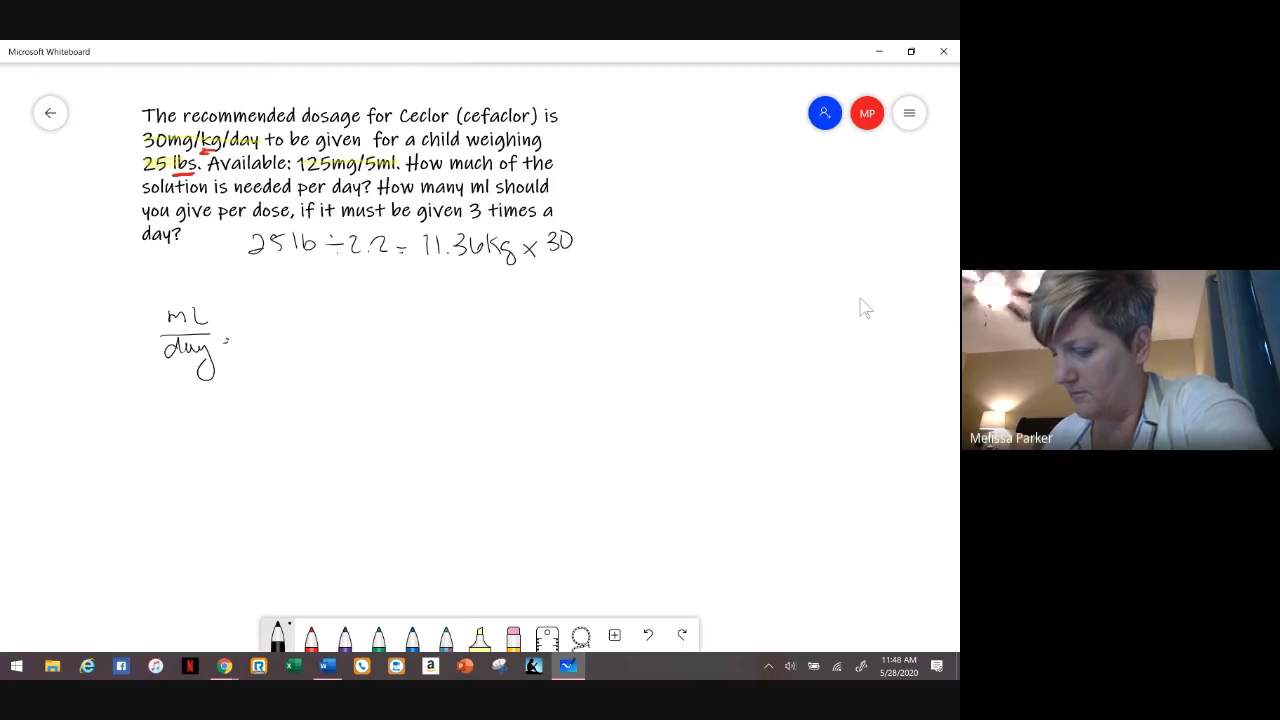 Microsoft Whiteboard
MP
The recommended dosage for Ceclor (cefaclor) is
30mg/kg/day to be given for a child weighing
25 lbs. Available: 125mg/5ml. How much of the
solution is needed per day? How many ml should
you give per dose, if it must be given 3 times a
day?
25 lb ÷ 2.2 = 11.36 kg x 30
mL
day =
Melissa Parker
11:48 AM
5/28/2020